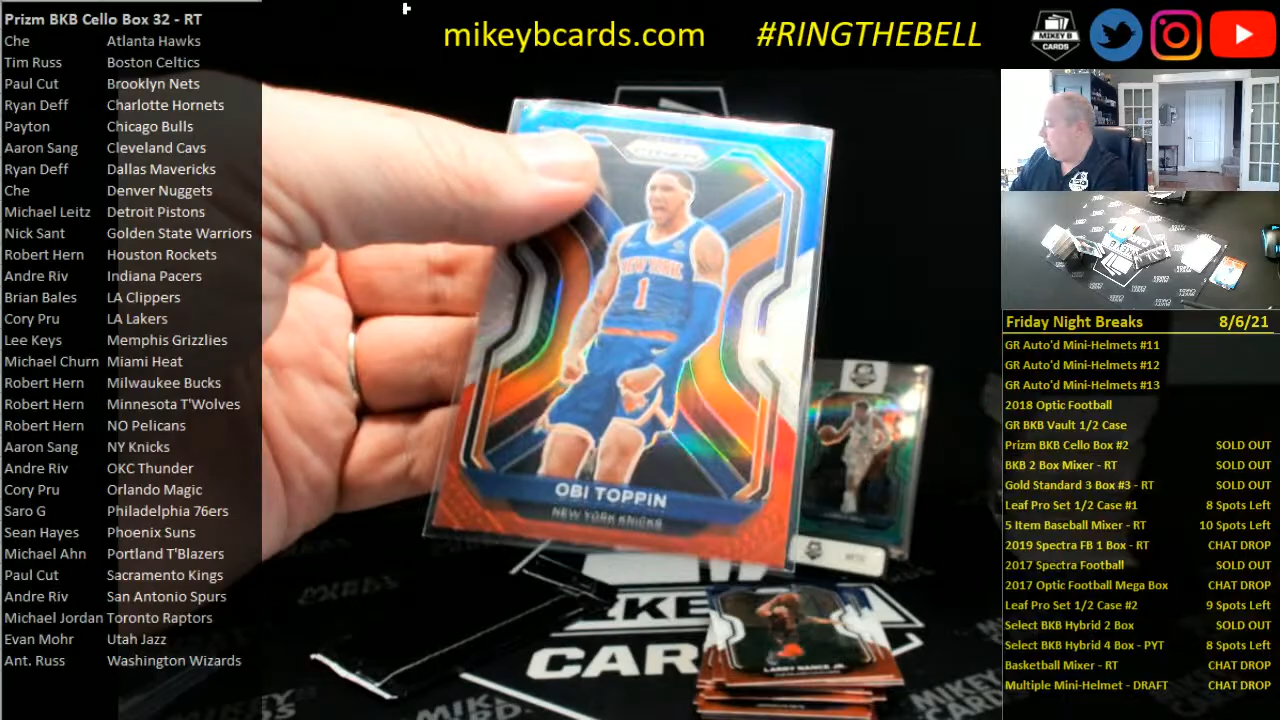 Prizm BKB Cello Box 32 - RT
Che Atlanta Hawks
Tim Russ Boston Celtics
Paul Cut Brooklyn Nets
Ryan Deff Charlotte Hornets
Payton Chicago Bulls
Aaron Sang Cleveland Cavs
Ryan Deff Dallas Mavericks
Che Denver Nuggets
Michael Leitz Detroit Pistons
Nick Sant Golden State Warriors
Robert Hern Houston Rockets
Andre Riv Indiana Pacers
Brian Bales LA Clippers
Cory Pru LA Lakers
Lee Keys Memphis Grizzlies
Michael Churn Miami Heat
Robert Hern Milwaukee Bucks
Robert Hern Minnesota T'Wolves
Robert Hern NO Pelicans
Aaron Sang NY Knicks
Andre Riv OKC Thunder
Cory Pru Orlando Magic
Saro G Philadelphia 76ers
Sean Hayes Phoenix Suns
Michael Ahn Portland T'Blazers
Paul Cut Sacramento Kings
Andre Riv San Antonio Spurs
Michael Jordan Toronto Raptors
Evan Mohr Utah Jazz
Ant. Russ Washington Wizards
mikeybcards.com #RINGTHEBELL
MIKEY B
CARDS
PRIZM
NEW YORK
1
OBI TOPPIN
NEW YORK KNICKS
LARRY NANCE JR.
CARDS
Friday Night Breaks 8/6/21
GR Auto'd Mini-Helmets #11
GR Auto'd Mini-Helmets #12
GR Auto'd Mini-Helmets #13
2018 Optic Football
GR BKB Vault 1/2 Case
Prizm BKB Cello Box #2 SOLD OUT
BKB 2 Box Mixer - RT SOLD OUT
Gold Standard 3 Box #3 - RT SOLD OUT
Leaf Pro Set 1/2 Case #1 8 Spots Left
5 Item Baseball Mixer - RT 10 Spots Left
2019 Spectra FB 1 Box - RT CHAT DROP
2017 Spectra Football SOLD OUT
2017 Optic Football Mega Box CHAT DROP
Leaf Pro Set 1/2 Case #2 9 Spots Left
Select BKB Hybrid 2 Box SOLD OUT
Select BKB Hybrid 4 Box - PYT 8 Spots Left
Basketball Mixer - RT CHAT DROP
Multiple Mini-Helmet - DRAFT CHAT DROP